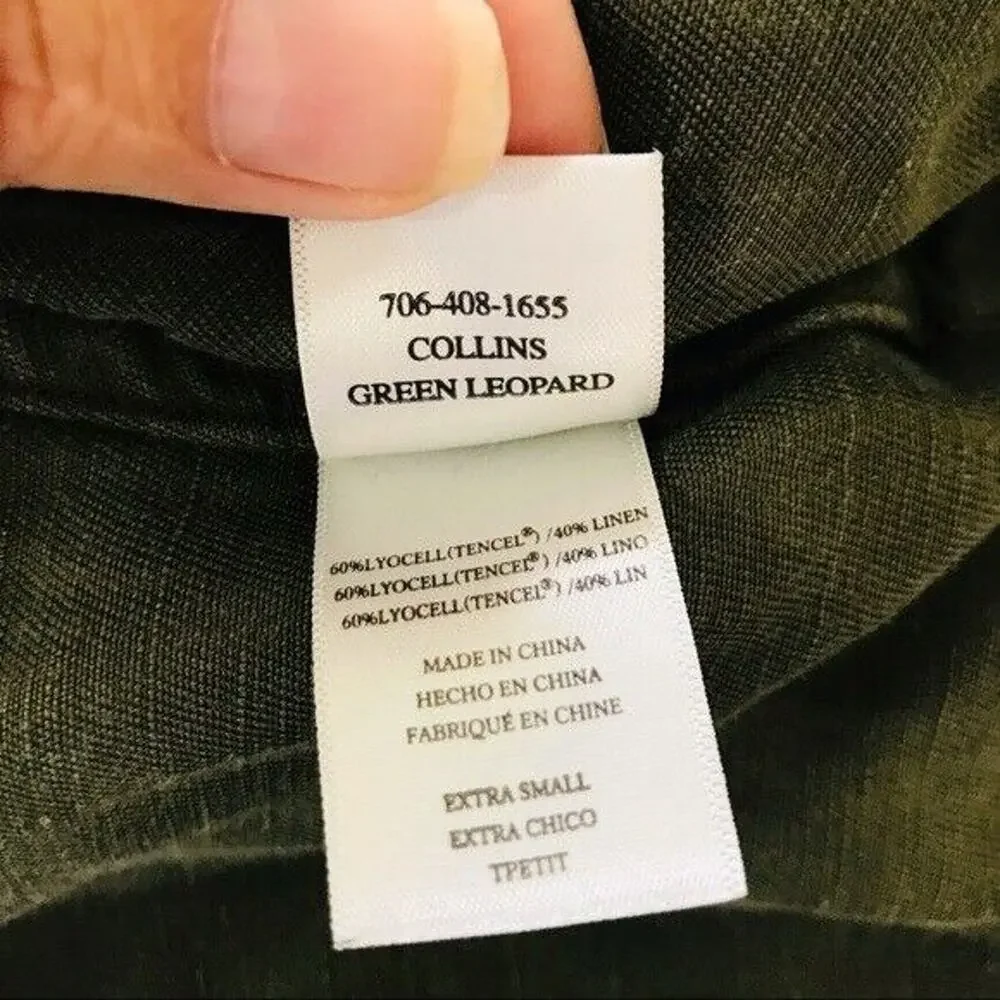 706-408-1655
COLLINS
GREEN LEOPARD
60%LYOCELL(TENCEL®) /40% LINEN
60%LYOCELL(TENCEL®) /40% LINO
60%LYOCELL(TENCEL®) /40% LIN
MADE IN CHINA
HECHO EN CHINA
FABRIQUÉ EN CHINE
EXTRA SMALL
EXTRA CHICO
TPETIT